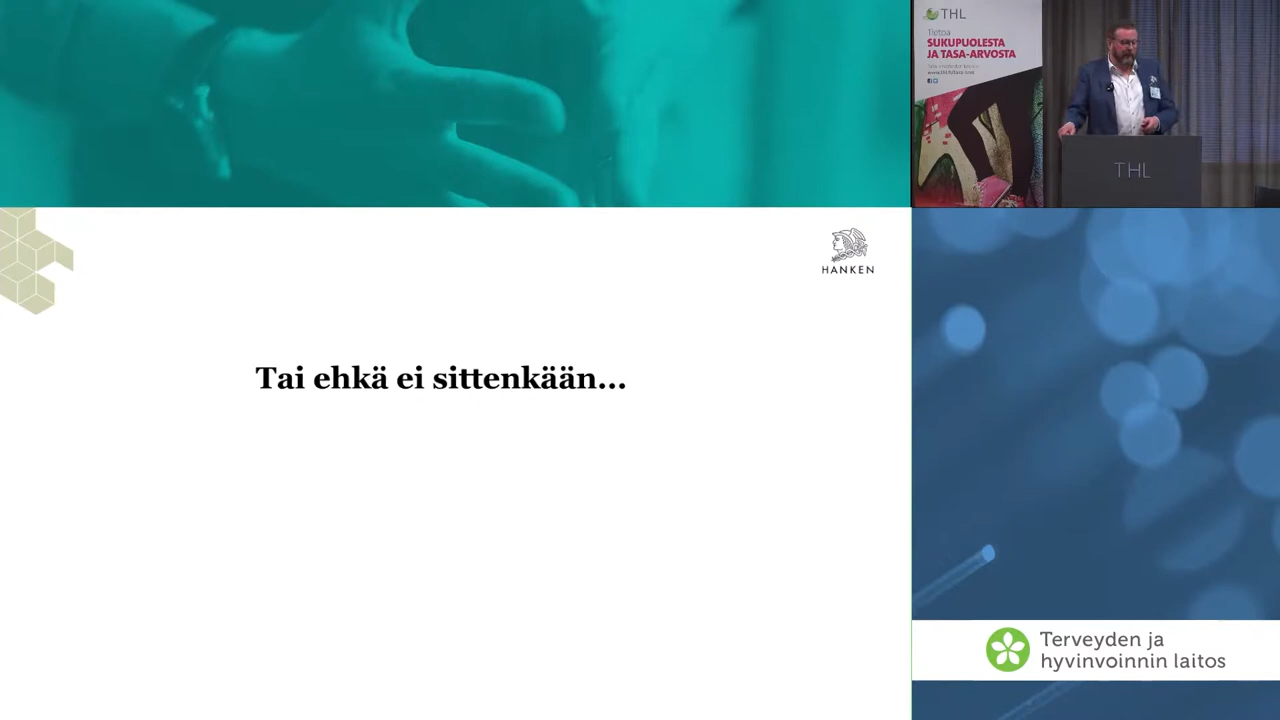 THL
Tietoa
SUKUPUOLESTA
JA TASA-ARVOSTA
THL
HANKEN
Tai ehkä ei sittenkään...
Terveyden ja
hyvinvoinnin laitos